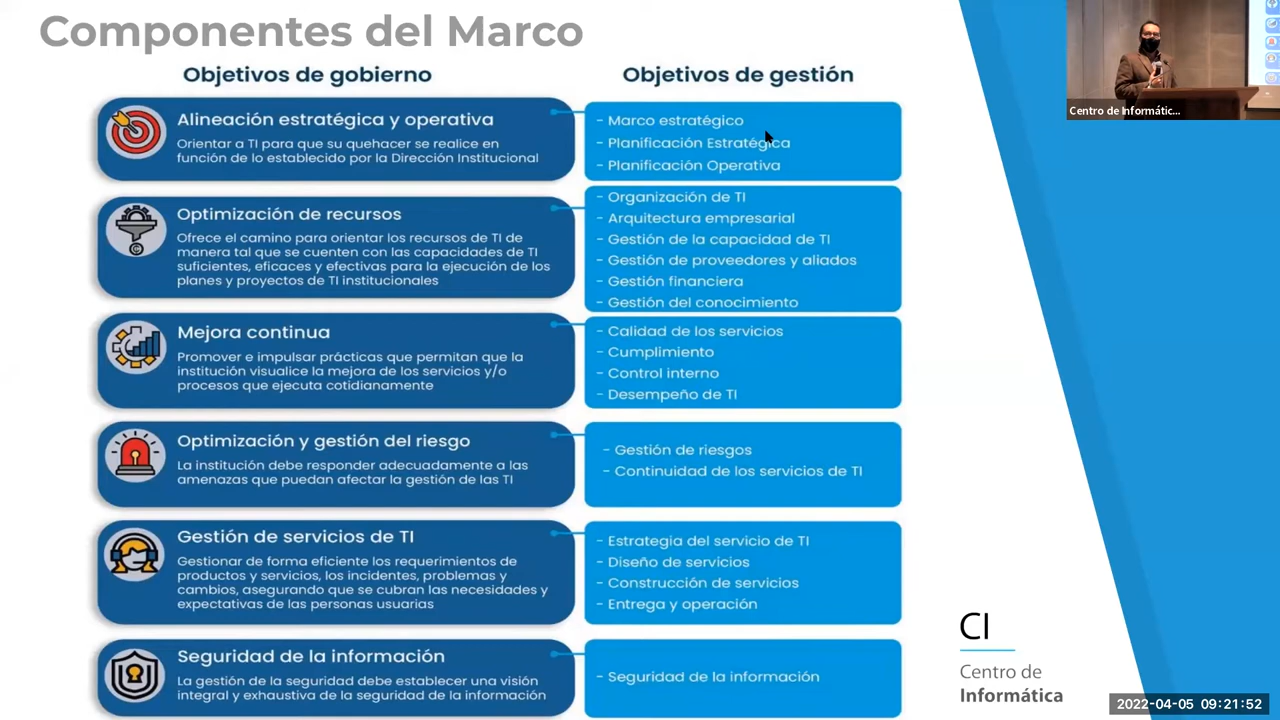 Componentes del Marco
Objetivos de gobierno
Objetivos de gestión
Alineación estratégica y operativa
Orientar a TI para que su quehacer se realice en
función de lo establecido por la Dirección Institucional
- Marco estratégico
- Planificación Estratégica
- Planificación Operativa
Optimización de recursos
Ofrece el camino para orientar los recursos de TI de
manera tal que se cuenten con las capacidades de TI
suficientes, eficaces y efectivas para la ejecución de los
planes y proyectos de TI institucionales
- Organización de TI
- Arquitectura empresarial
- Gestión de la capacidad de TI
- Gestión de proveedores y aliados
- Gestión financiera
- Gestión del conocimiento
Mejora continua
Promover e impulsar prácticas que permitan que la
institución visualice la mejora de los servicios y/o
procesos que ejecuta cotidianamente
- Calidad de los servicios
- Cumplimiento
- Control interno
- Desempeño de TI
Optimización y gestión del riesgo
La institución debe responder adecuadamente a las
amenazas que puedan afectar la gestión de las TI
- Gestión de riesgos
- Continuidad de los servicios de TI
Gestión de servicios de TI
Gestionar de forma eficiente los requerimientos de
productos y servicios, los incidentes, problemas y
cambios, asegurando que se cubran las necesidades y
expectativas de las personas usuarias
- Estrategia del servicio de TI
- Diseño de servicios
- Construcción de servicios
- Entrega y operación
Seguridad de la información
La gestión de la seguridad debe establecer una visión
integral y exhaustiva de la seguridad de la información
- Seguridad de la información
Centro de Informátic...
CI
Centro de
Informática
2022-04-05 09:21:52